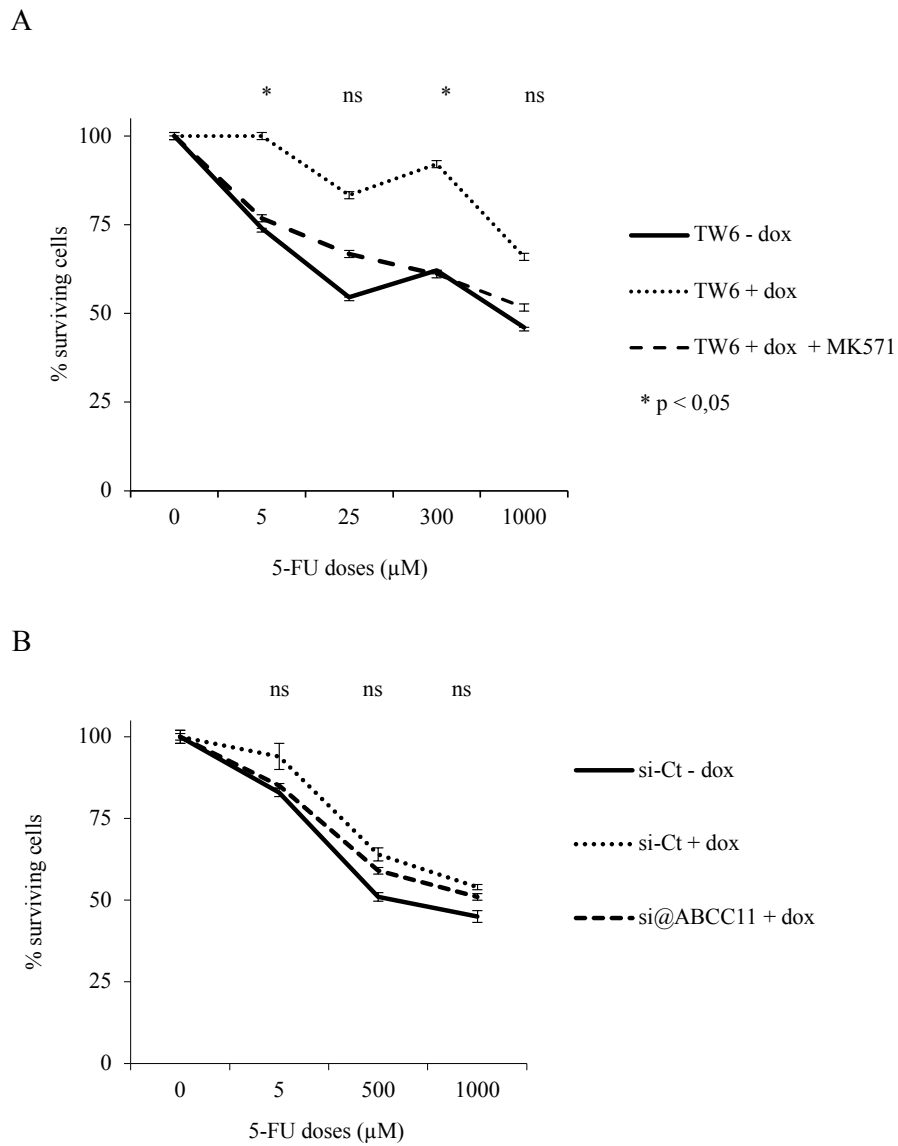 A
* ns * ns
100
75
50
25
0
% surviving cells
0 5 25 300 1000
5-FU doses (µM)
TW6 - dox
TW6 + dox
TW6 + dox + MK571
* p < 0,05
B
ns ns ns
100
75
50
25
0
% surviving cells
0 5 500 1000
5-FU doses (µM)
si-Ct - dox
si-Ct + dox
si@ABCC11 + dox